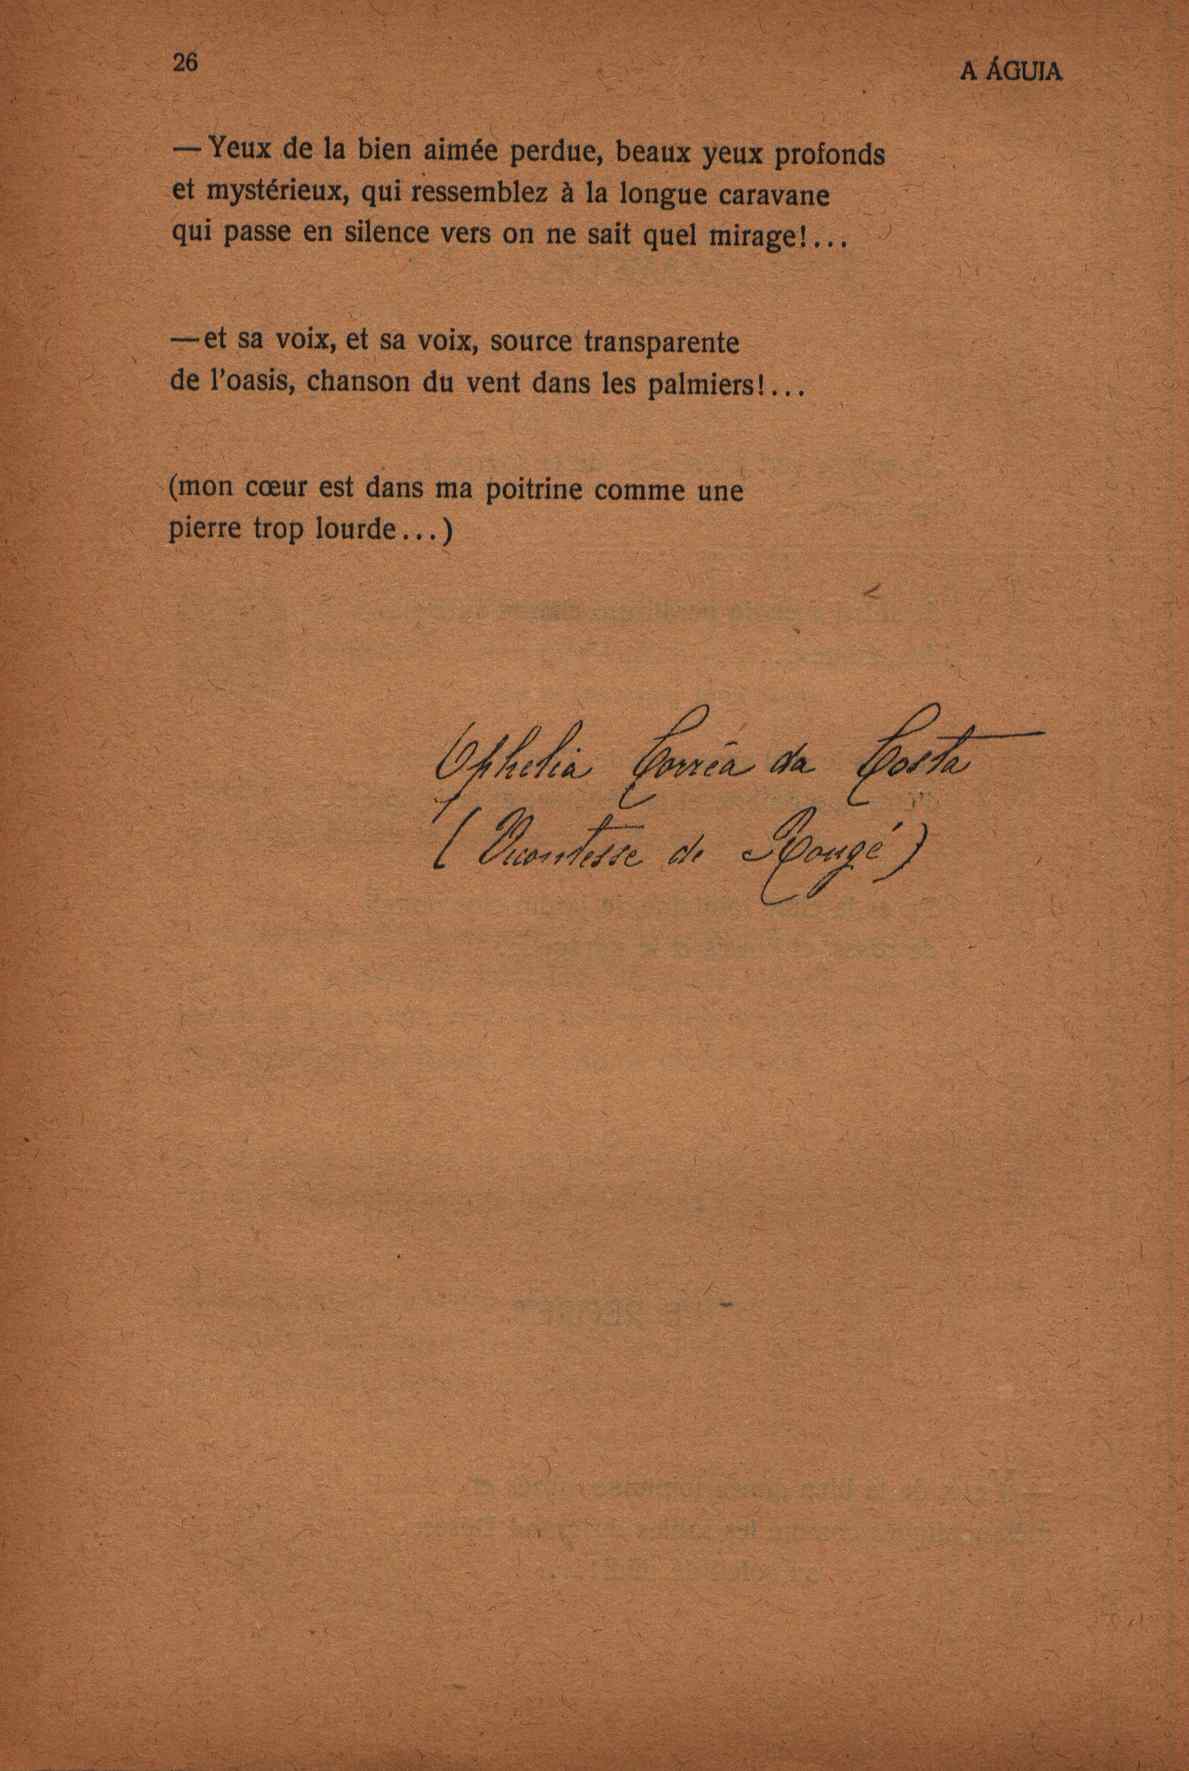 26
A ÁGUIA
— Yeux de la bien aimée perdue, beaux yeux profonds
et mystérieux, qui ressemblez à la longue caravane
qui passe en silence vers on ne sait quel mirage!...
— et sa voix, et sa voix, source transparente
de l'oasis, chanson du vent dans les palmiers!...
(mon cœur est dans ma poitrine comme une
pierre trop lourde...)
Ophelia Corrêa da Costa
(Vicomtesse de Rougé)